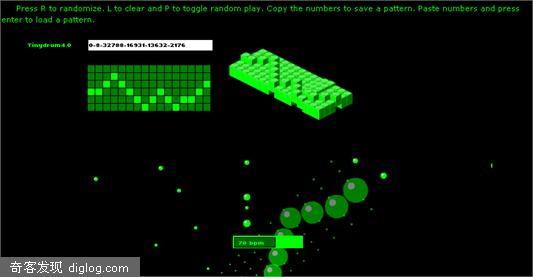 Press R to randomize. L to clear and P to toggle random play. Copy the numbers to save a pattern. Paste numbers and press
enter to load a pattern.
Tinydrum4.0
0-0-32788-16931-13632-2176
70 bpm
奇客发现 diglog.com